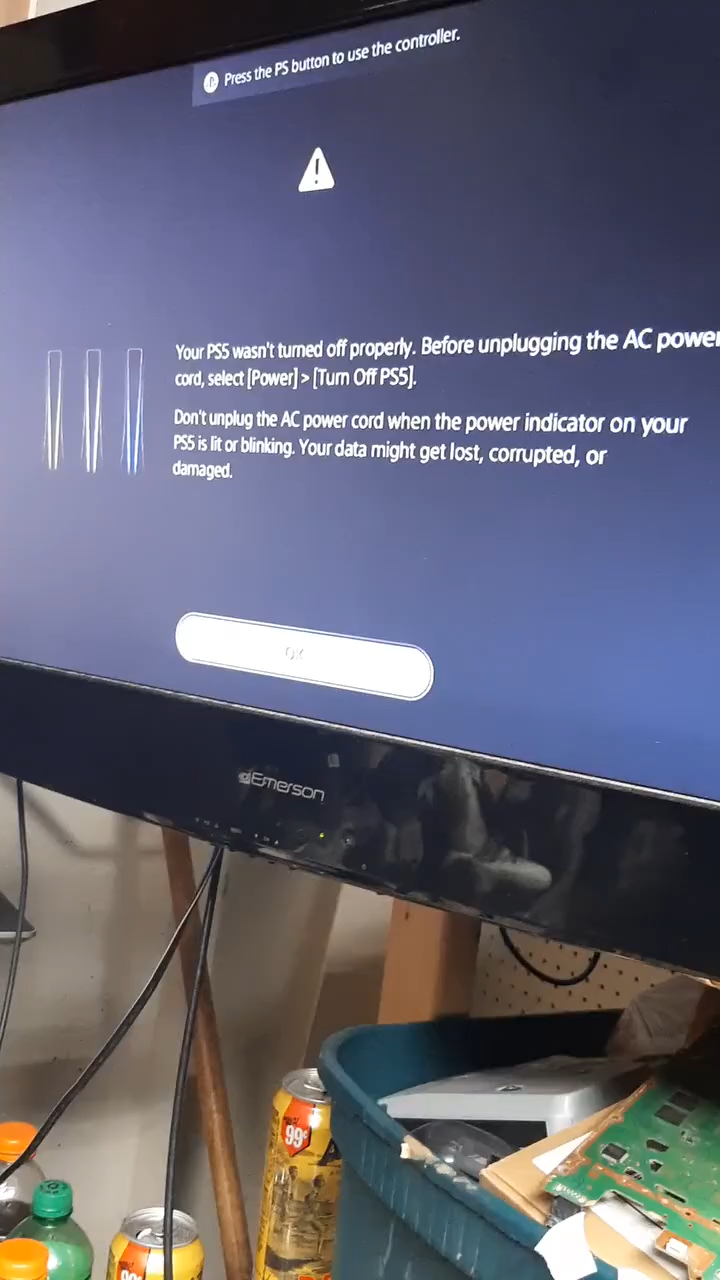 Press the PS button to use the controller.
Your PS5 wasn't turned off properly. Before unplugging the AC power
cord, select [Power] > [Turn Off PS5].
Don't unplug the AC power cord when the power indicator on your
PS5 is lit or blinking. Your data might get lost, corrupted, or
damaged.
OK
Emerson
99¢
99